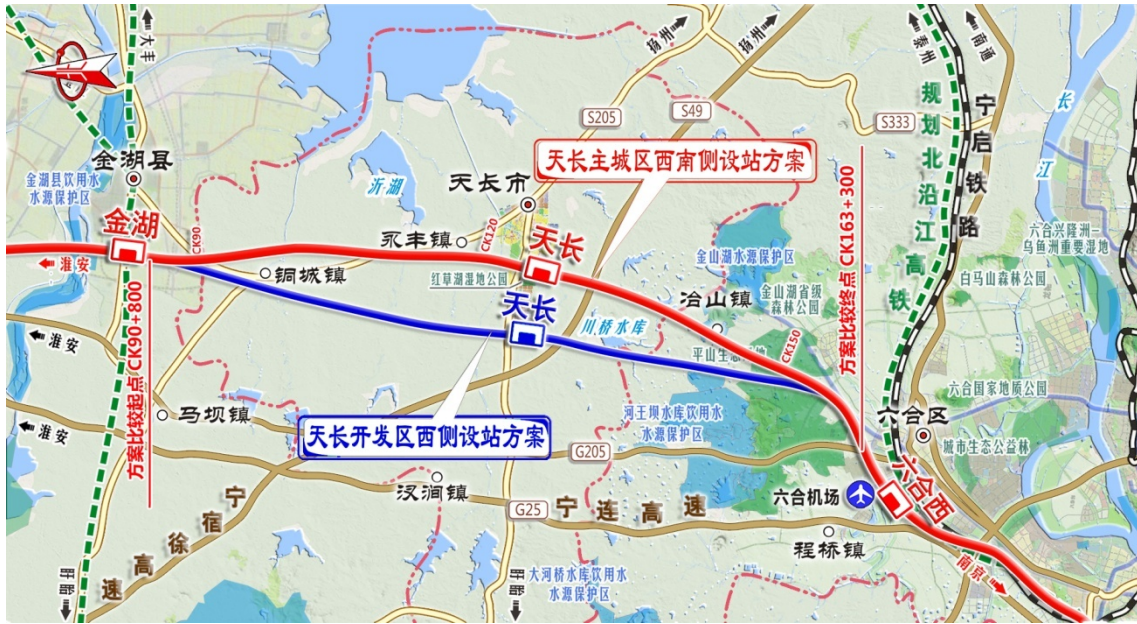 大丰
扬州
扬州
泰州
南通
规划北沿江高铁
宁启铁路
长江
S205
S49
S333
金湖县
金湖县饮用水
水源保护区
沂湖
天长市
天长主城区西南侧设站方案
方案比较终点 CK163+300
六合兴隆洲-
乌鱼洲重要湿地
金湖
CK90
永丰镇
CK120
天长
金山湖水源保护区
白马山森林公园
淮安
铜城镇
红草湖湿地公园
冶山镇
金山湖省级
森林公园
方案比较起点 CK90+800
天长
川桥水库
CK150
淮安
六合国家地质公园
马坝镇
河王坝水库饮用水
水源保护区
六合区
淮安
天长开发区西侧设站方案
G205
城市生态公益林
汊涧镇
六合机场
六合西
宁宿徐高速
G25
宁连高速
程桥镇
盱眙
盱眙
大河桥水库饮用水
水源保护区
南京